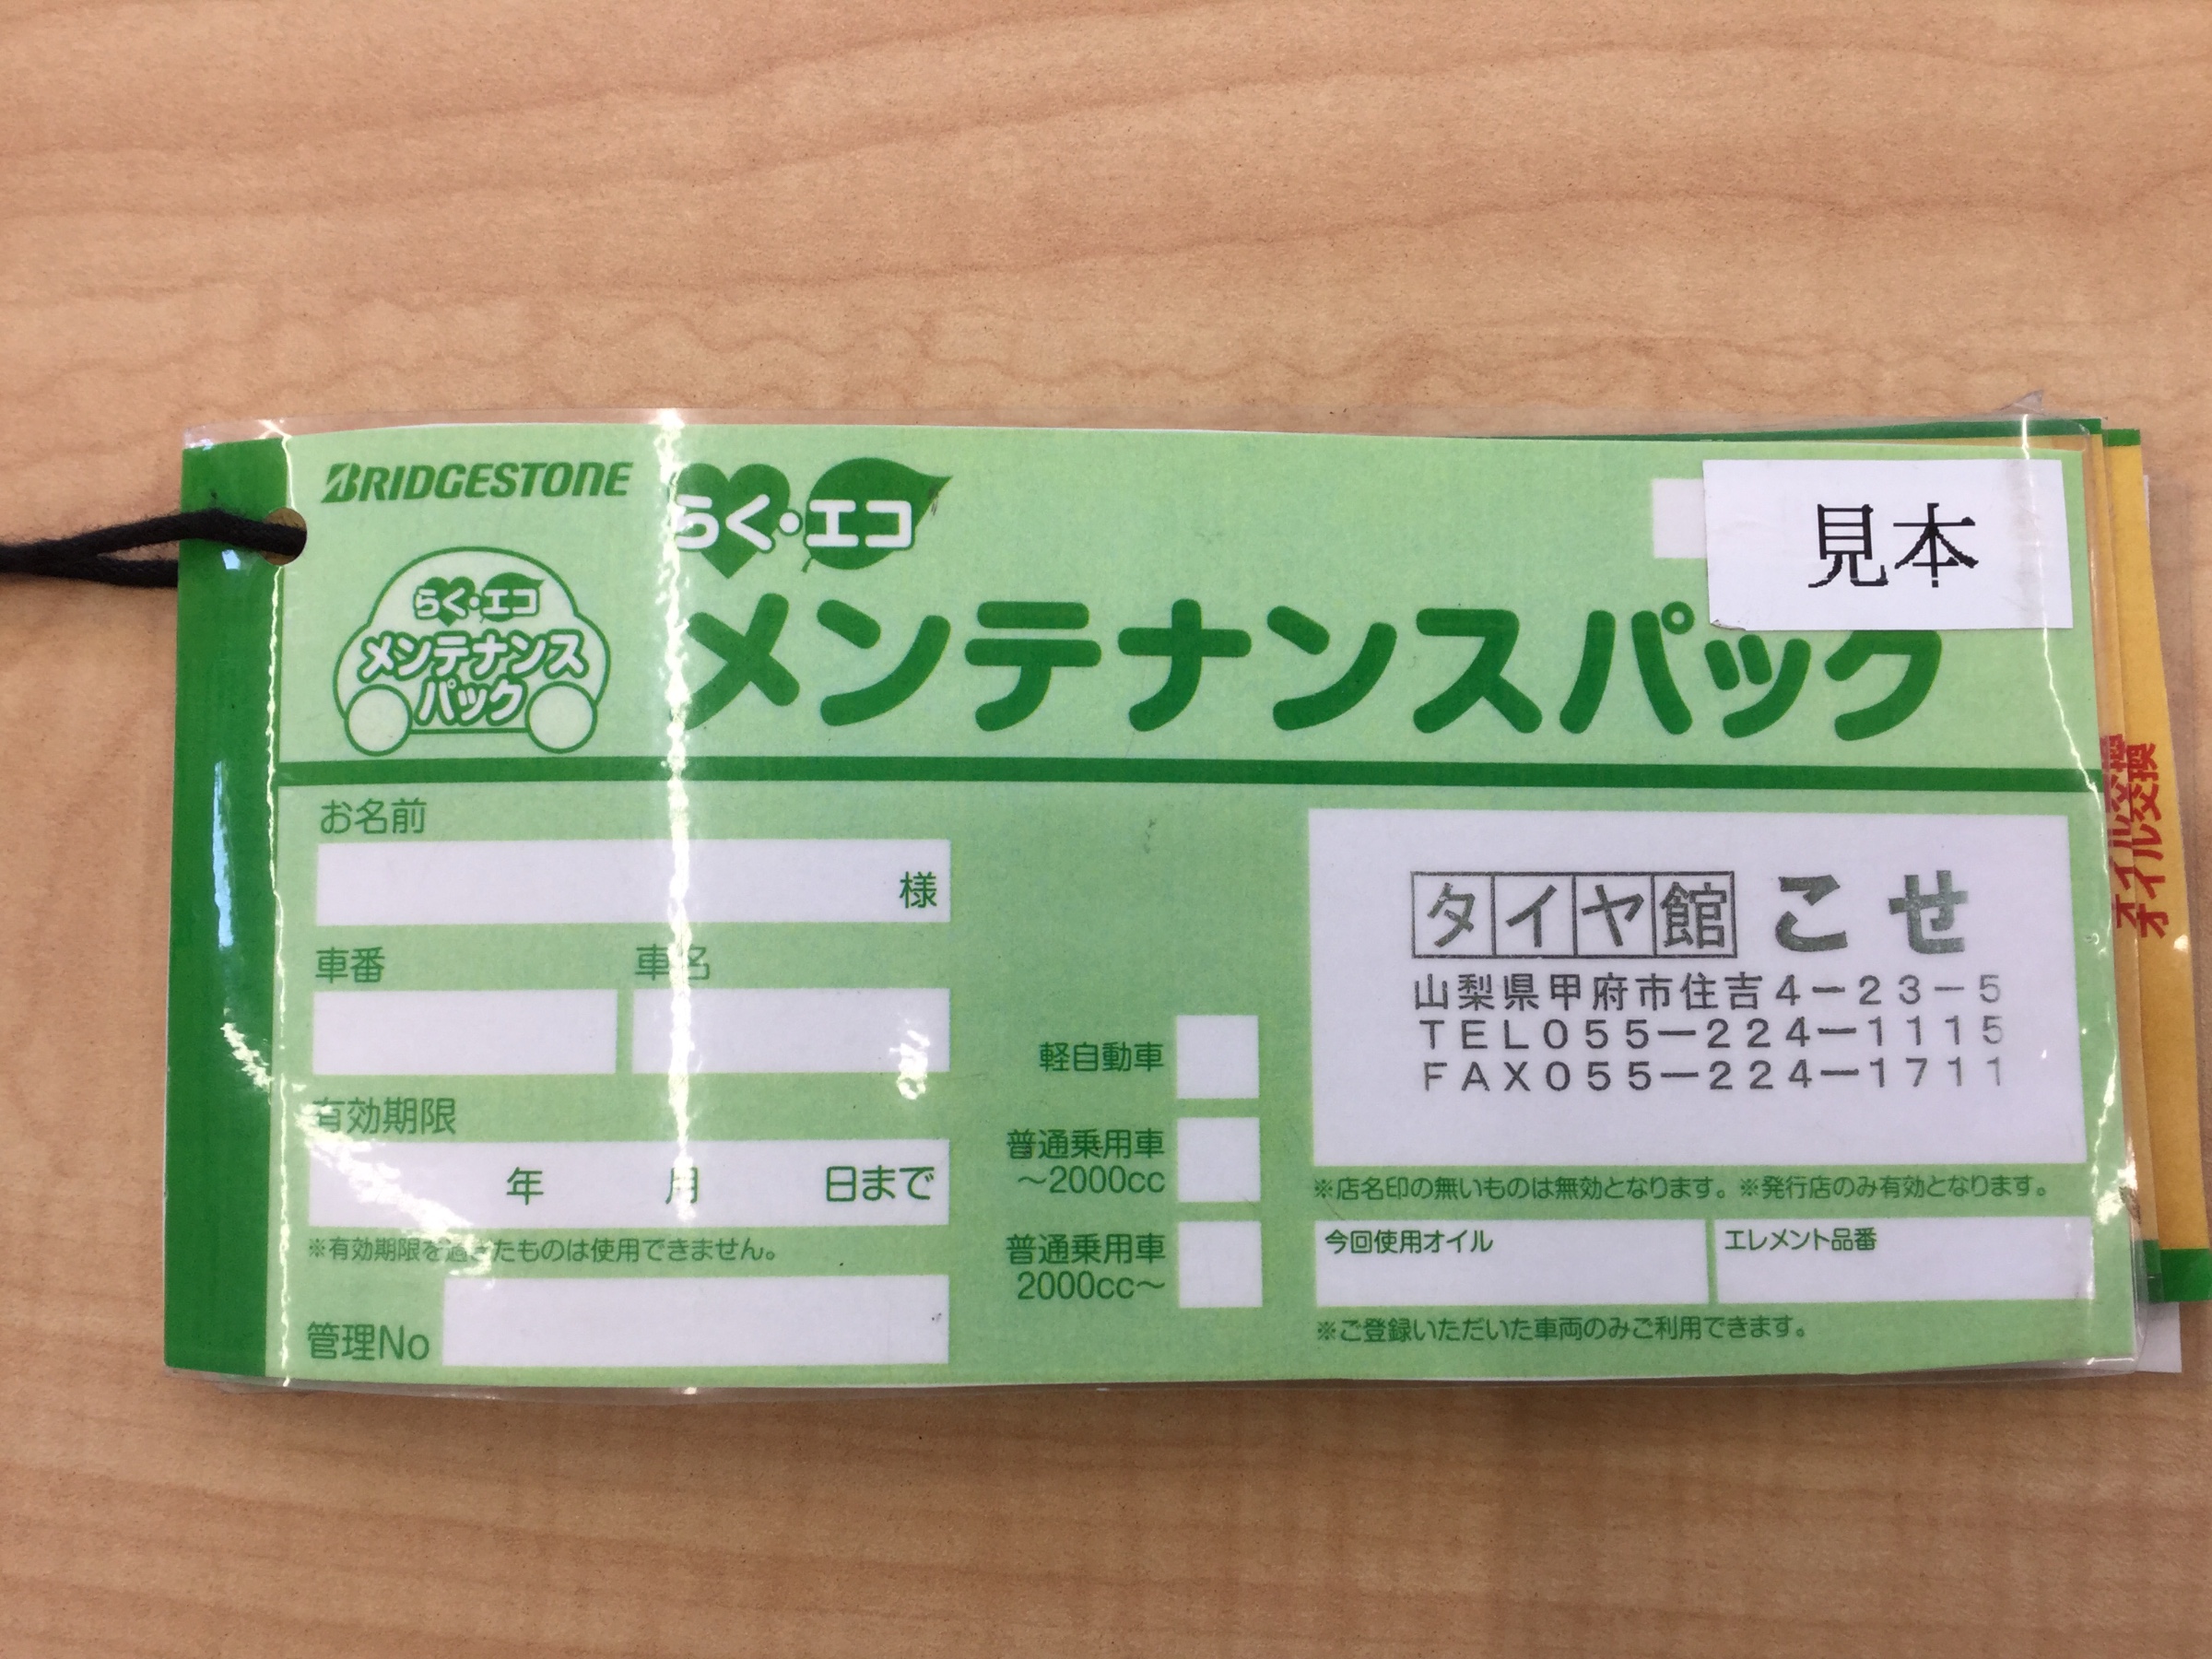 BRIDGESTONE
らく・エコ
見本
らく・エコ
メンテナンス
パック
メンテナンスパック
お名前
様
車番 車名
有効期限
年 月 日まで
※有効期限を過ぎたものは使用できません。
管理No
軽自動車
普通乗用車
～2000cc
普通乗用車
2000cc～
タイヤ館 こせ
山梨県甲府市住吉4-23-5
TEL055-224-1115
FAX055-224-1711
※店名印の無いものは無効となります。※発行店のみ有効となります。
今回使用オイル エレメント品番
※ご登録いただいた車両のみご利用できます。
オイル交換
オイル交換